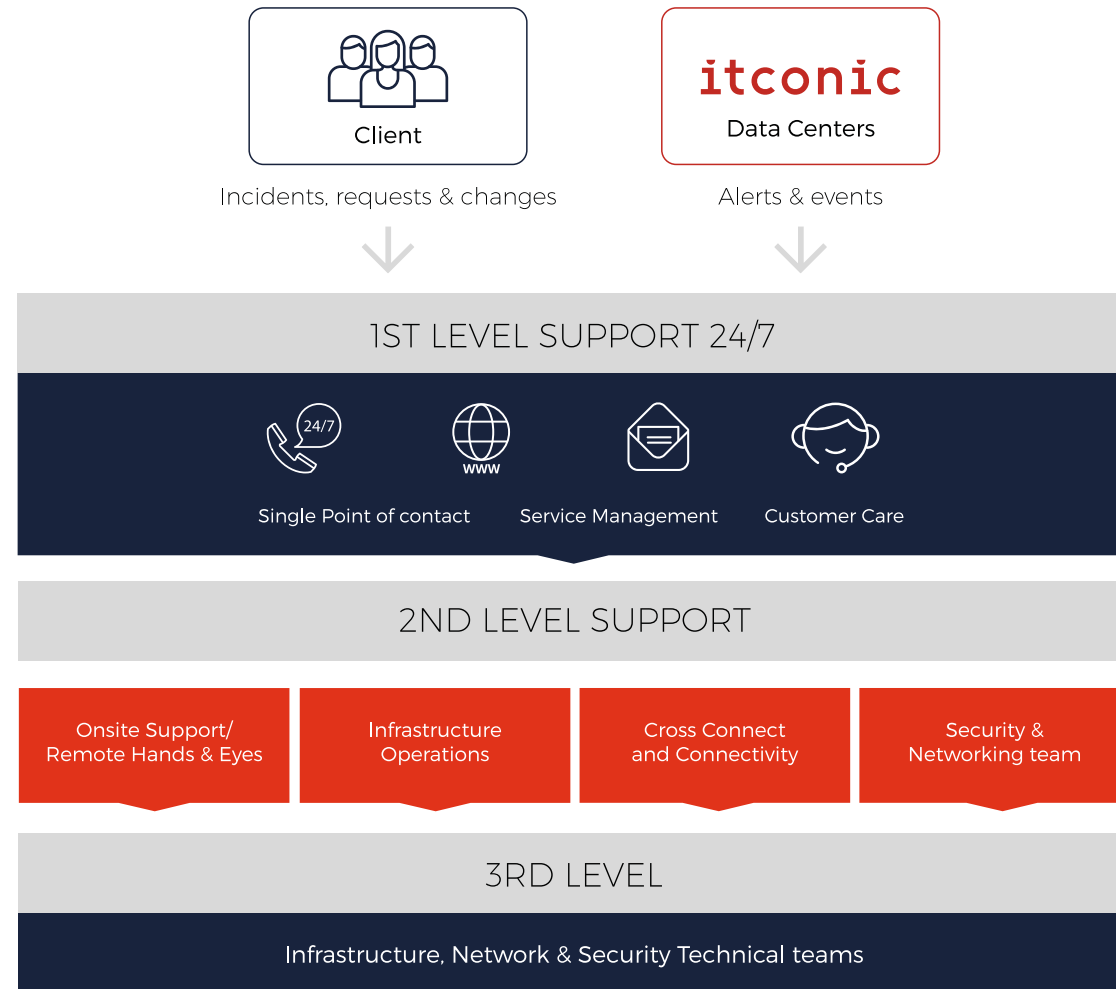 itconic
Client
Data Centers
Incidents, requests & changes
Alerts & events
1ST LEVEL SUPPORT 24/7
24/7
www
Single Point of contact
Service Management
Customer Care
2ND LEVEL SUPPORT
Onsite Support/
Remote Hands & Eyes
Infrastructure
Operations
Cross Connect
and Connectivity
Security &
Networking team
3RD LEVEL
Infrastructure, Network & Security Technical teams